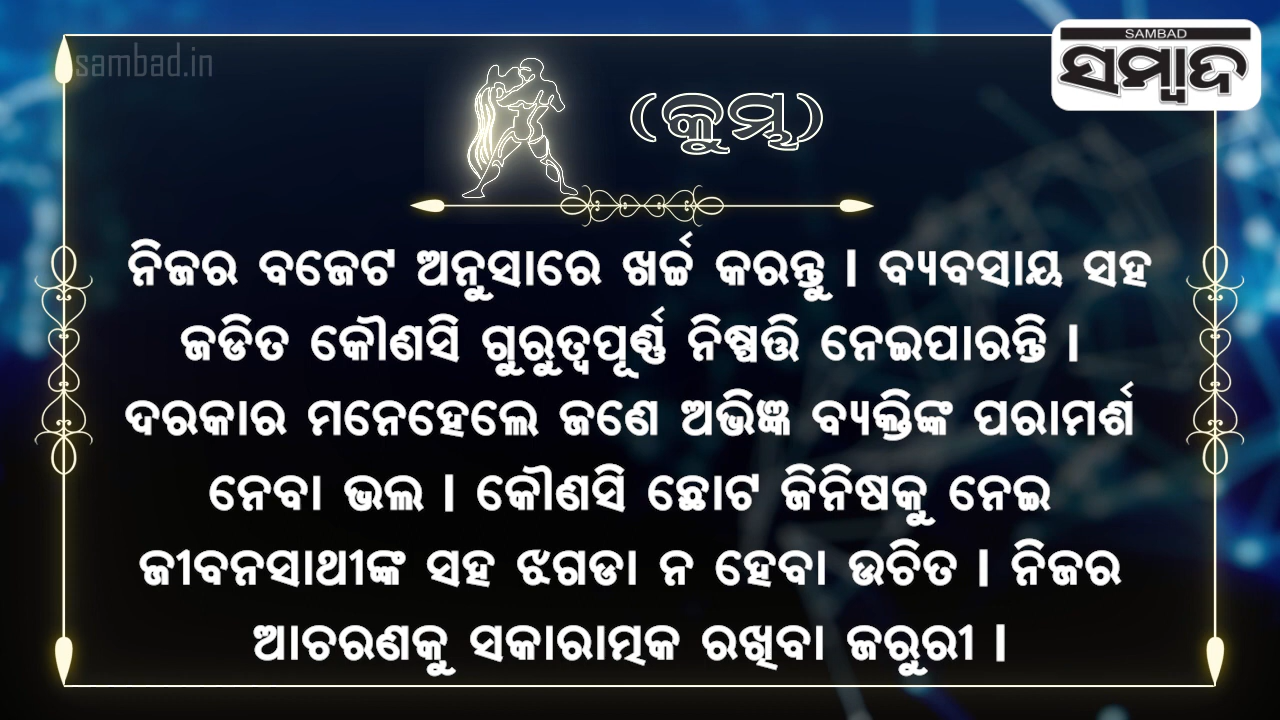 sambad.in
SAMBAD
ସମ୍ବାଦ
(କୁମ୍ଭ)
ନିଜର ବଜେଟ ଅନୁସାରେ ଖର୍ଚ୍ଚ କରନ୍ତୁ । ବ୍ୟବସାୟ ସହ
ଜଡିତ କୌଣସି ଗୁରୁତ୍ୱପୂର୍ଣ୍ଣ ନିଷ୍ପତ୍ତି ନେଇପାରନ୍ତି ।
ଦରକାର ମନେହେଲେ ଜଣେ ଅଭିଜ୍ଞ ବ୍ୟକ୍ତିଙ୍କ ପରାମର୍ଶ
ନେବା ଭଲ । କୌଣସି ଛୋଟ ଜିନିଷକୁ ନେଇ
ଜୀବନସାଥୀଙ୍କ ସହ ଝଗଡା ନ ହେବା ଉଚିତ । ନିଜର
ଆଚରଣକୁ ସକାରାତ୍ମକ ରଖିବା ଜରୁରୀ ।